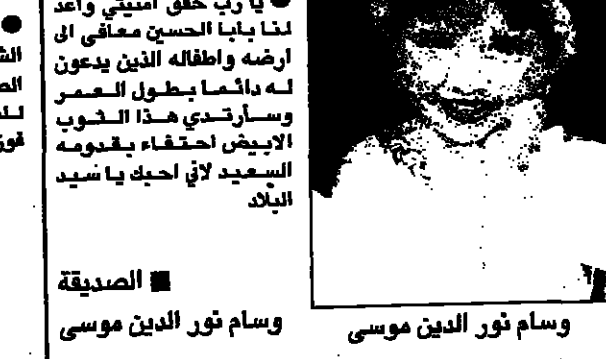 ● يا رب حقق امنيتي واعد
لنا بابا الحسين معافى الى
ارضه واطفاله الذين يدعون
له دائما بطول العمر
وسأرتدي هذا الثوب
الابيض احتفاء بقدومه
السعيد لاني احبك يا سيد
البلاد
■ الصديقة
وسام نور الدين موسى
وسام نور الدين موسى
●